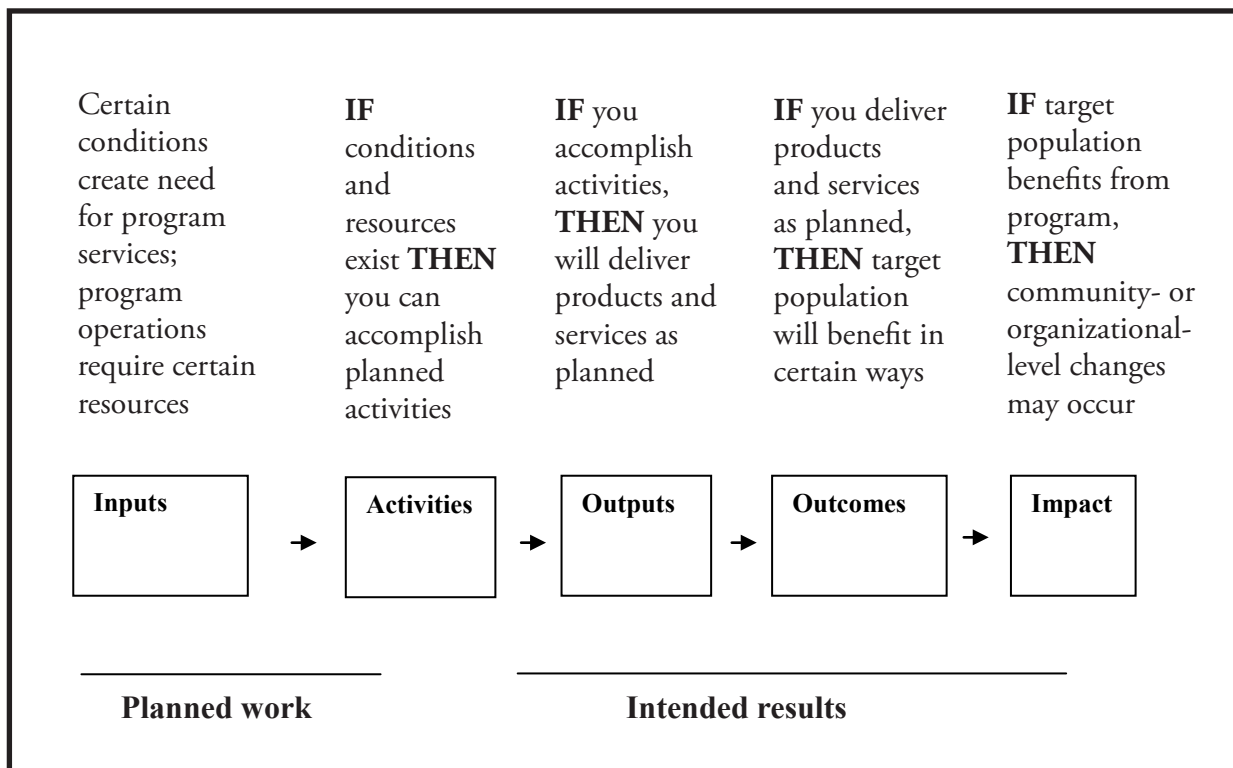 Certain
conditions
create need
for program
services;
program
operations
require certain
resources
IF
conditions
and
resources
exist THEN
you can
accomplish
planned
activities
IF you
accomplish
activities,
THEN you
will deliver
products and
services as
planned
IF you deliver
products
and services
as planned,
THEN target
population
will benefit in
certain ways
IF target
population
benefits from
program,
THEN
community- or
organizational-
level changes
may occur
Inputs
Activities
Outputs
Outcomes
Impact
Planned work
Intended results